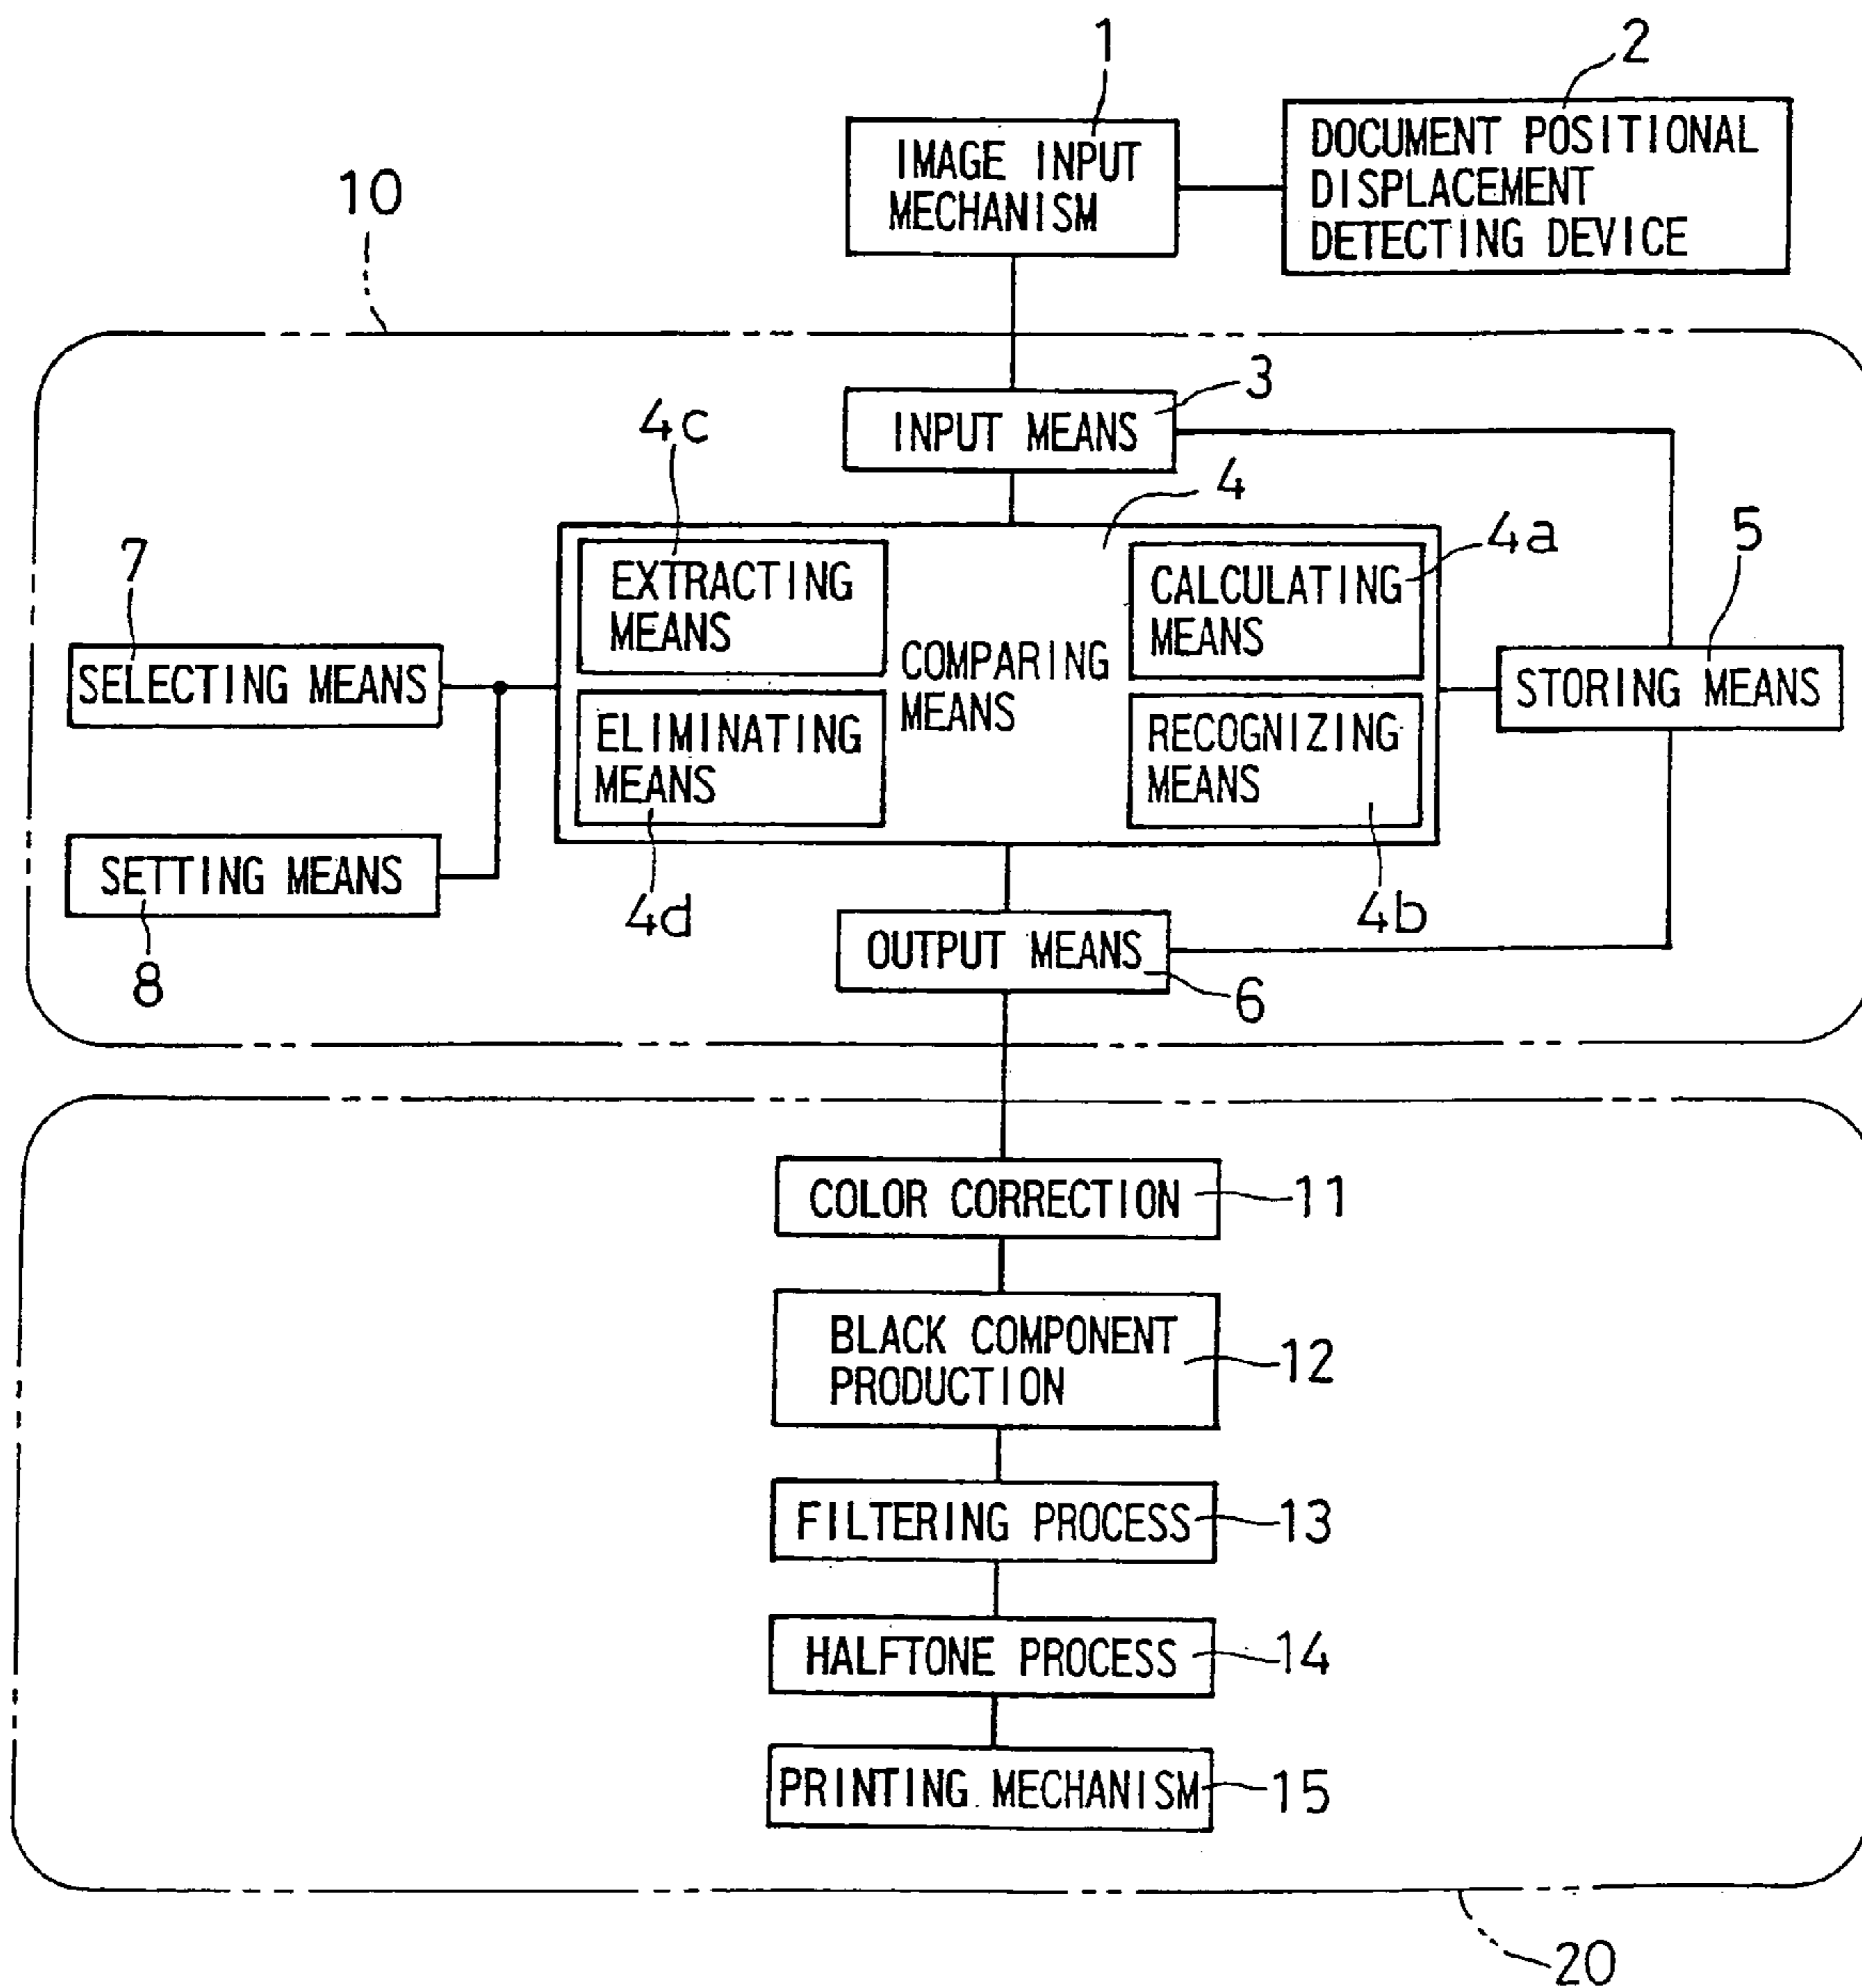 1
2
IMAGE INPUT
MECHANISM
DOCUMENT POSITIONAL
DISPLACEMENT
DETECTING DEVICE
10
3
INPUT MEANS
4c
4
4a
5
7
EXTRACTING
MEANS
CALCULATING
MEANS
COMPARING
MEANS
SELECTING MEANS
STORING MEANS
ELIMINATING
MEANS
RECOGNIZING
MEANS
SETTING MEANS
4d
4b
8
OUTPUT MEANS
6
COLOR CORRECTION
11
BLACK COMPONENT
PRODUCTION
12
FILTERING PROCESS
13
HALFTONE PROCESS
14
PRINTING MECHANISM
15
20